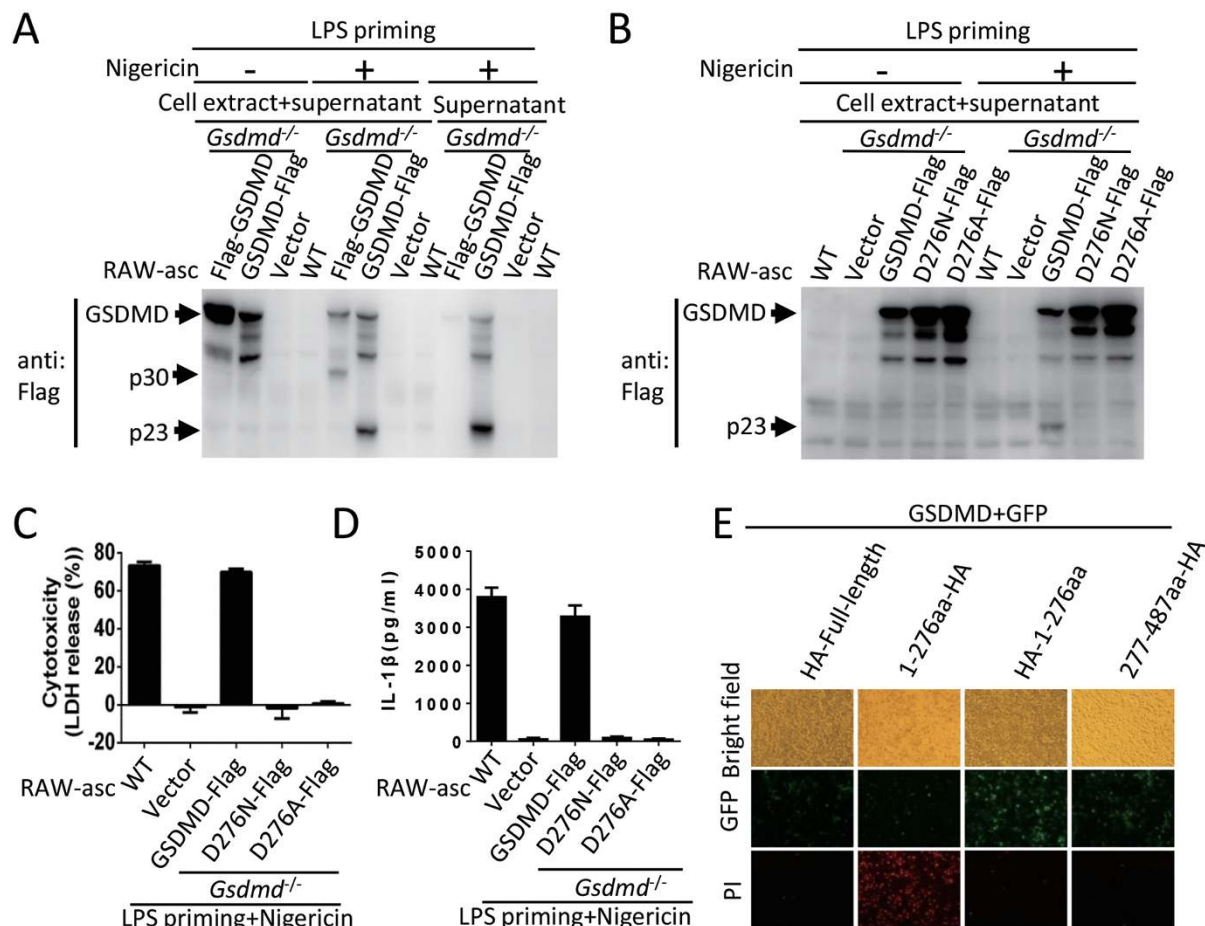 A
LPS priming
Nigericin - + +
Cell extract+supernatant Supernatant
Gsdmd-/- Gsdmd-/- Gsdmd-/-
RAW-asc Flag-GSDMD GSDMD-Flag Vector WT Flag-GSDMD GSDMD-Flag Vector WT Flag-GSDMD GSDMD-Flag Vector WT
GSDMD
anti:
Flag
p30
p23
B
LPS priming
Nigericin - +
Cell extract+supernatant
Gsdmd-/- Gsdmd-/-
RAW-asc WT Vector GSDMD-Flag D276N-Flag D276A-Flag WT Vector GSDMD-Flag D276N-Flag D276A-Flag
GSDMD
anti:
Flag
p23
C
Cytotoxicity
(LDH release (%))
80
60
40
20
0
-20
RAW-asc WT Vector GSDMD-Flag D276N-Flag D276A-Flag
Gsdmd-/-
LPS priming+Nigericin
D
IL-1β(pg/ml)
5000
4000
3000
2000
1000
0
RAW-asc WT Vector GSDMD-Flag D276N-Flag D276A-Flag
Gsdmd-/-
LPS priming+Nigericin
E
GSDMD+GFP
HA-Full-length 1-276aa-HA HA-1-276aa 277-487aa-HA
Bright field
GFP
PI